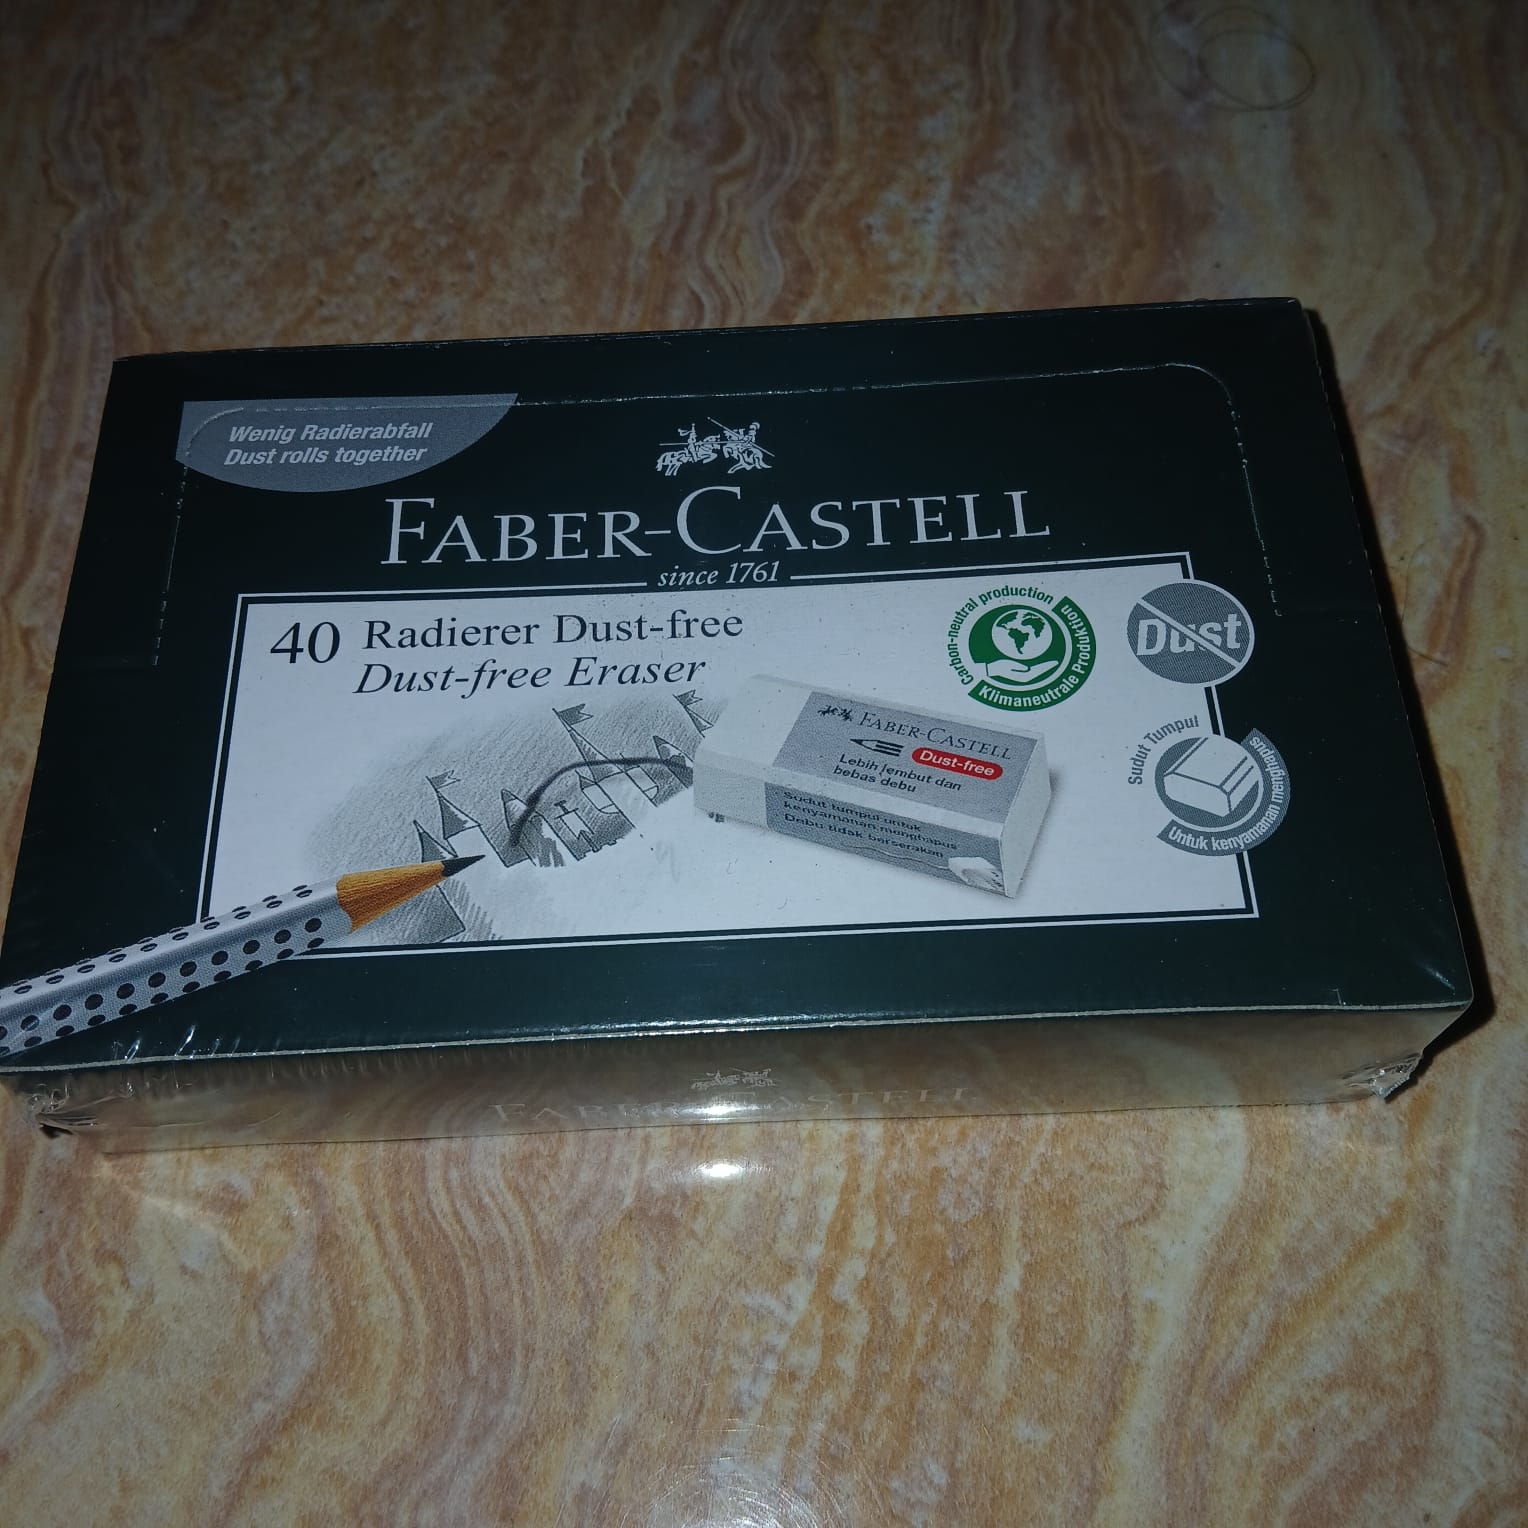 Wenig Radierabfall
Dust rolls together
FABER-CASTELL
since 1761
40 Radierer Dust-free
Dust-free Eraser
Carbon-neutral production
Klimaneutrale Produktion
Dust
FABER-CASTELL
Dust-free
Lebih lembut dan
bebas debu
Sudut tumpul untuk
kenyamanan menghapus
Debu tidak berserakan
Sudut Tumpul
Untuk kenyamanan menghapus
FABER-CASTELL